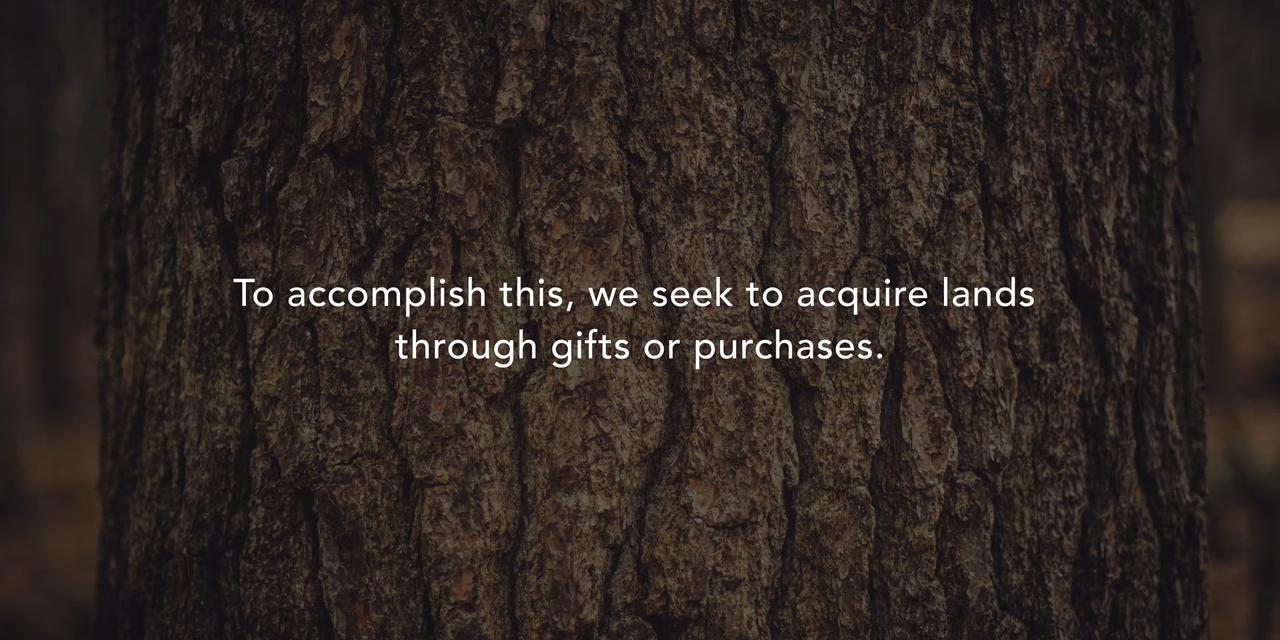 To accomplish this, we seek to acquire lands
through gifts or purchases.